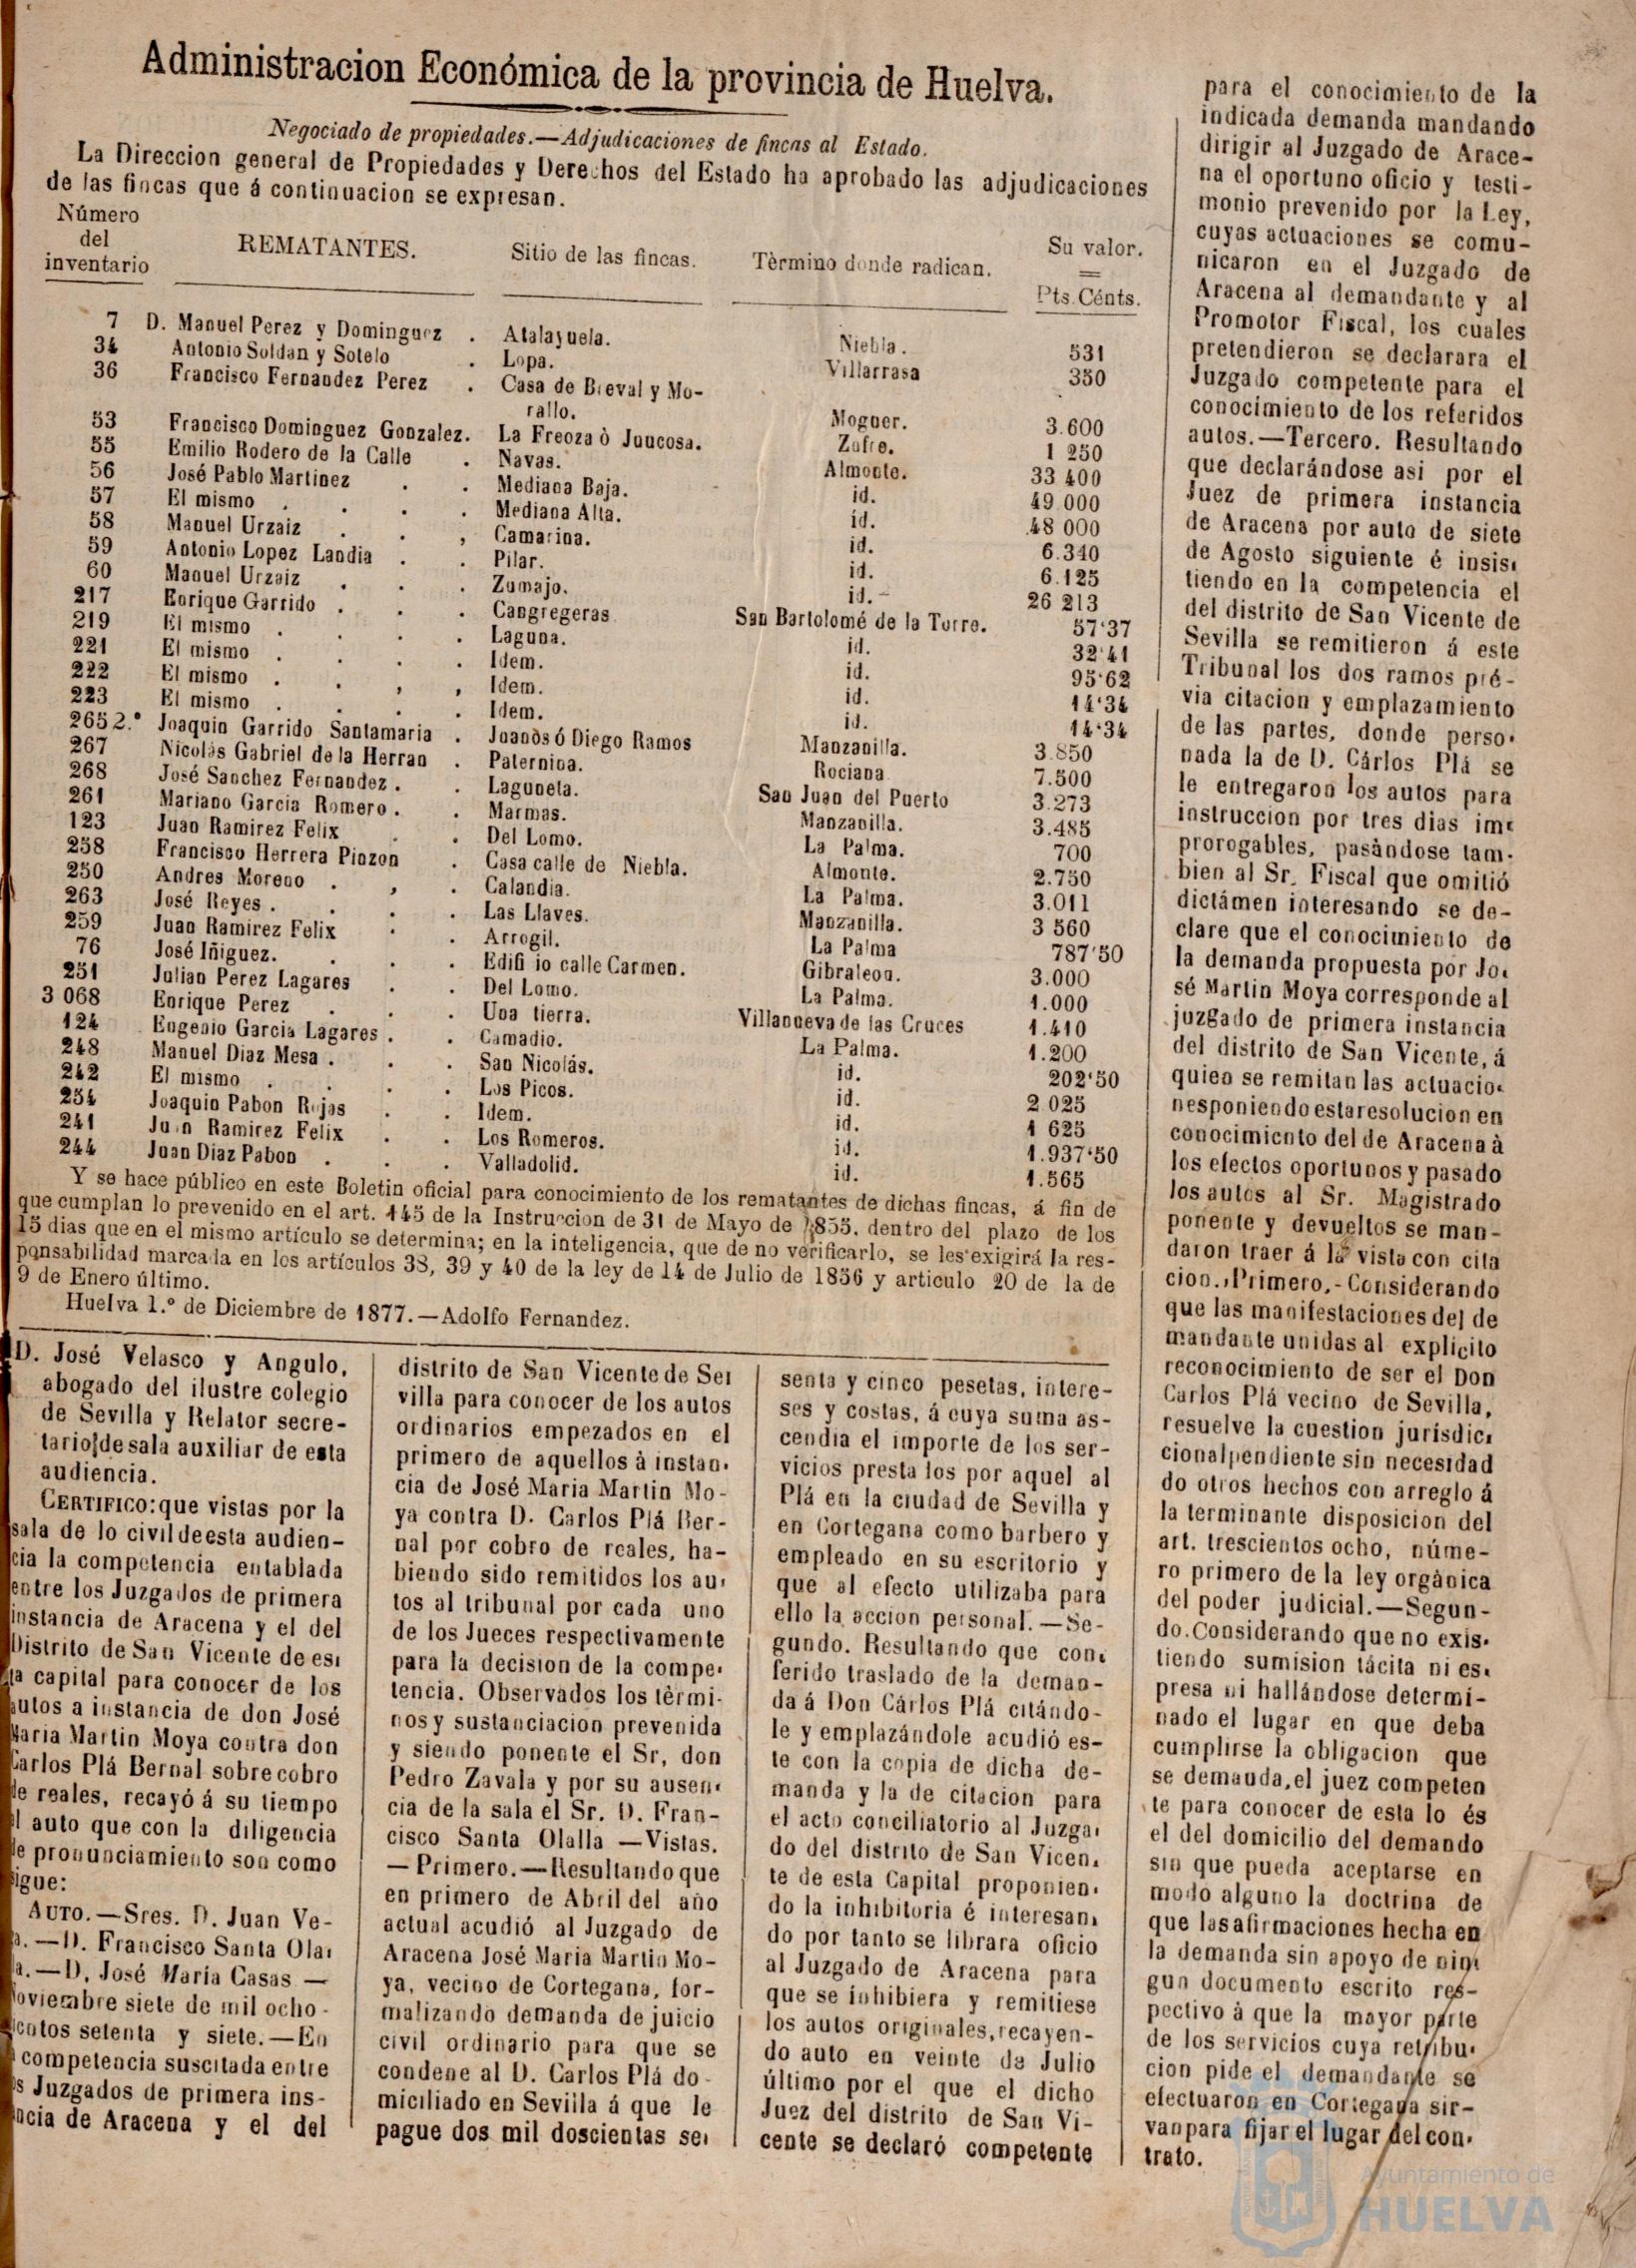 Administracion Económica de la provincia de Huelva.
Negociado de propiedades.—Adjudicaciones de fincas al Estado.
La Direccion general de Propiedades y Derechos del Estado ha aprobado las adjudicaciones
de las fincas que á continuacion se expresan.
Número
del
inventario
REMATANTES.
Sitio de las fincas.
Tèrmino donde radican.
Su valor.
Pts. Cénts.
7 D. Manuel Perez y Dominguez . Atalayuela. Niebla. 531
34 Antonio Soldan y Sotelo . Lopa. Villarrasa 350
36 Francisco Fernandez Perez . Casa de Breval y Mo-
rallo. Moguer. 3.600
53 Francisco Dominguez Gonzalez. La Freoza ò Juucosa. Zufre. 1 250
55 Emilio Rodero de la Calle . Navas. Almonte. 33 400
56 José Pablo Martinez . . Mediana Baja. id. 49 000
57 El mismo . . . . Mediana Alta. id. 48 000
58 Manuel Urzaiz . . , Camarina. id. 6.340
59 Antonio Lopez Landia . . Pilar. id. 6.125
60 Manuel Urzaiz . . . Zumajo. id. 26 213
217 Enrique Garrido . . . Cangregeras San Bartolomé de la Torre. 57'37
219 El mismo . . . . Laguna. id. 32'41
221 El mismo . . . . Idem. id. 95'62
222 El mismo . . , , Idem. id. 14'34
223 El mismo . . . . Idem. id. 14'34
265 2.º Joaquin Garrido Santamaria . Juanós ó Diego Ramos Manzanilla. 3.850
267 Nicolás Gabriel de la Herran . Paternina. Rociana 7.500
268 José Sanchez Fernandez . . Laguneta. San Juan del Puerto 3.273
261 Mariano Garcia Romero . . Marmas. Manzanilla. 3.485
123 Juan Ramirez Felix . . Del Lomo. La Palma. 700
258 Francisco Herrera Pinzon . Casa calle de Niebla. Almonte. 2.750
250 Andres Moreno . , . Calandia. La Palma. 3.011
263 José Reyes . . . . Las Llaves. Manzanilla. 3 560
259 Juan Ramirez Felix . . Arrogil. La Palma 787'50
76 José Iñiguez. . . . Edifi io calle Carmen. Gibraleon. 3.000
251 Julian Perez Lagares . . Del Lomo. La Palma. 1.000
3 068 Enrique Perez . . . Una tierra. Villanueva de las Cruces 1.410
124 Eugenio Garcia Lagares . . Camadio. La Palma. 1.200
248 Manuel Diaz Mesa . . . San Nicolás. id. 202'50
242 El mismo . . . . Los Picos. id. 2 025
254 Joaquin Pabon Rojas . . Idem. id. 1 625
241 Ju n Ramirez Felix . . Los Romeros. id. 1.937'50
244 Juan Diaz Pabon . . . Valladolid. id. 1.565
Y se hace público en este Boletin oficial para conocimiento de los rematantes de dichas fincas, á fin de
que cumplan lo prevenido en el art. 145 de la Instruccion de 31 de Mayo de 1855. dentro del plazo de los
15 dias que en el mismo artículo se determina; en la inteligencia, que de no verificarlo, se les exigirá la res-
ponsabilidad marcada en los artículos 38, 39 y 40 de la ley de 14 de Julio de 1856 y articulo 20 de la de
9 de Enero último.
Huelva 1.º de Diciembre de 1877.—Adolfo Fernandez.
D. José Velasco y Angulo,
abogado del ilustre colegio
de Sevilla y Relator secre-
tario de sala auxiliar de esta
audiencia.
CERTIFICO: que vistas por la
sala de lo civil de esta audien-
cia la competencia entablada
entre los Juzgados de primera
instancia de Aracena y el del
Distrito de San Vicente de es
ta capital para conocer de los
autos a instancia de don José
Maria Martin Moya contra don
Carlos Plá Bernal sobre cobro
de reales, recayó á su tiempo
el auto que con la diligencia
de pronunciamiento son como
sigue:
AUTO.—Sres. D. Juan Ve-
a.—D. Francisco Santa Ola
a.—D, José María Casas —
Noviembre siete de mil ocho-
cientos setenta y siete.—En
competencia suscitada entre
s Juzgados de primera ins-
ancia de Aracena y el del
distrito de San Vicente de Sei
villa para conocer de los autos
ordinarios empezados en el
primero de aquellos à instan.
cia de José Maria Martin Mo-
ya contra D. Carlos Plá Ber-
nal por cobro de reales, ha-
biendo sido remitidos los au,
tos al tribunal por cada uno
de los Jueces respectivamente
para la decision de la compe.
tencia. Observados los tèrmi-
nos y sustanciacion prevenida
y siendo ponente el Sr, don
Pedro Zavala y por su ausen.
cia de la sala el Sr. D. Fran-
cisco Santa Olalla —Vistas.
—Primero.—Resultando que
en primero de Abril del año
actual acudió al Juzgado de
Aracena José Maria Martin Mo-
ya, vecino de Cortegana, for-
malizando demanda de juicio
civil ordinario para que se
condene al D. Carlos Plá do-
miciliado en Sevilla á que le
pague dos mil doscientas se,
senta y cinco pesetas, intere-
ses y costas, á cuya suma as-
cendia el importe de los ser-
vicios presta los por aquel al
Plá en la ciudad de Sevilla y
en Cortegana como barbero y
empleado en su escritorio y
que al efecto utilizaba para
ello la accion personal.—Se-
gundo. Resultando que con,
ferido traslado de la deman-
da á Don Cárlos Plá citándo-
le y emplazándole acudió es-
te con la copia de dicha de-
manda y la de citacion para
el acto conciliatorio al Juzga,
do del distrito de San Vicen.
te de esta Capital proponien.
do la inhibitoria é interesan,
do por tanto se librara oficio
al Juzgado de Aracena para
que se inhibiera y remitiese
los autos originales, recayen-
do auto en veinte de Julio
último por el que el dicho
Juez del distrito de San Vi-
cente se declaró competente
para el conocimiento de la
indicada demanda mandando
dirigir al Juzgado de Arace-
na el oportuno oficio y testi-
monio prevenido por la Ley,
cuyas actuaciones se comu-
nicaron en el Juzgado de
Aracena al demandante y al
Promotor Fiscal, los cuales
pretendieron se declarara el
Juzgado competente para el
conocimiento de los referidos
autos.—Tercero. Resultando
que declarándose asi por el
Juez de primera instancia
de Aracena por auto de siete
de Agosto siguiente é insis,
tiendo en la competencia el
del distrito de San Vicente de
Sevilla se remitieron á este
Tribunal los dos ramos pré-
via citacion y emplazamiento
de las partes, donde perso.
nada la de D. Cárlos Plá se
le entregaron los autos para
instruccion por tres dias im-
prorogables, pasàndose tam-
bien al Sr. Fiscal que omitió
dictámen interesando se de-
clare que el conocimiento de
la demanda propuesta por Jo.
sé Martin Moya corresponde al
juzgado de primera instancia
del distrito de San Vicente, á
quien se remitan las actuacio.
nesponiendo esta resolucion en
conocimiento del de Aracena à
los efectos oportunos y pasado
los autos al Sr. Magistrado
ponente y devueltos se man-
daron traer á la vista con cita
cion.,Primero.-Considerando
que las manifestaciones del de
mandante unidas al explicito
reconocimiento de ser el Don
Carlos Plá vecino de Sevilla,
resuelve la cuestion jurisdic,
cional pendiente sin necesidad
do otros hechos con arreglo á
la terminante disposicion del
art. trescientos ocho, núme-
ro primero de la ley orgànica
del poder judicial.—Segun-
do. Considerando que no exis.
tiendo sumision tácita ni es.
presa ni hallándose determi-
nado el lugar en que deba
cumplirse la obligacion que
se demauda, el juez competen
te para conocer de esta lo és
el del domicilio del demando
sin que pueda aceptarse en
modo alguno la doctrina de
que las afirmaciones hecha en
la demanda sin apoyo de nin,
gun documento escrito res-
pectivo á que la mayor parte
de los servicios cuya retribu.
cion pide el demandante se
efectuaron en Cortegana sir-
van para fijar el lugar del con.
trato.
Ayuntamiento de
HUELVA